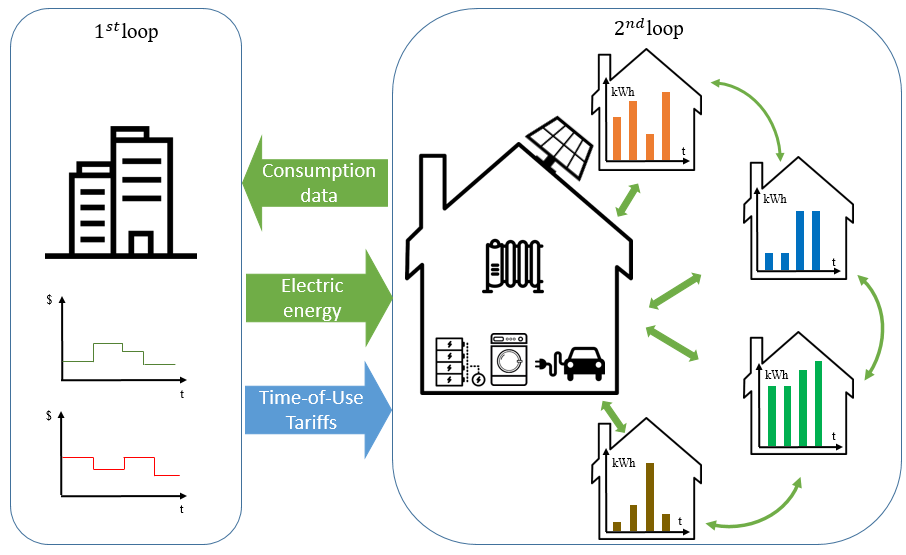 1st loop
2nd loop
Consumption
data
Electric
energy
Time-of-Use
Tariffs
$
t
$
t
kWh
t
kWh
t
kWh
t
kWh
t